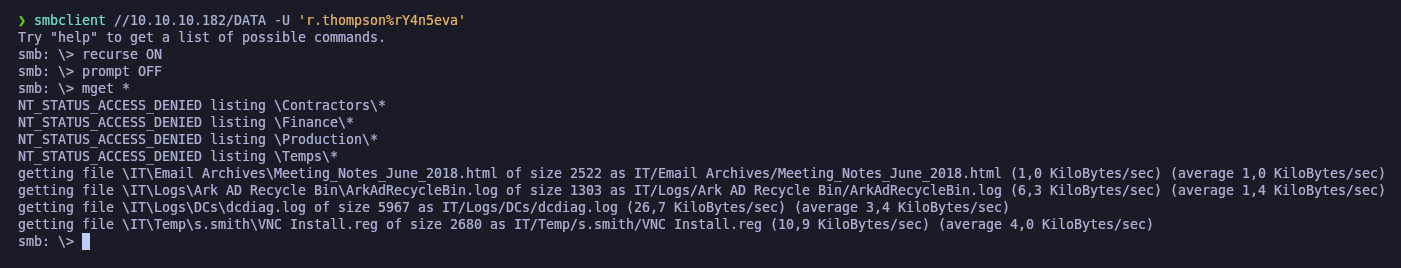 ❯ smbclient //10.10.10.182/DATA -U 'r.thompson%rY4n5eva'
Try "help" to get a list of possible commands.
smb: \> recurse ON
smb: \> prompt OFF
smb: \> mget *
NT_STATUS_ACCESS_DENIED listing \Contractors\*
NT_STATUS_ACCESS_DENIED listing \Finance\*
NT_STATUS_ACCESS_DENIED listing \Production\*
NT_STATUS_ACCESS_DENIED listing \Temps\*
getting file \IT\Email Archives\Meeting_Notes_June_2018.html of size 2522 as IT/Email Archives/Meeting_Notes_June_2018.html (1,0 KiloBytes/sec) (average 1,0 KiloBytes/sec)
getting file \IT\Logs\Ark AD Recycle Bin\ArkAdRecycleBin.log of size 1303 as IT/Logs/Ark AD Recycle Bin/ArkAdRecycleBin.log (6,3 KiloBytes/sec) (average 1,4 KiloBytes/sec)
getting file \IT\Logs\DCs\dcdiag.log of size 5967 as IT/Logs/DCs/dcdiag.log (26,7 KiloBytes/sec) (average 3,4 KiloBytes/sec)
getting file \IT\Temp\s.smith\VNC Install.reg of size 2680 as IT/Temp/s.smith/VNC Install.reg (10,9 KiloBytes/sec) (average 4,0 KiloBytes/sec)
smb: \>